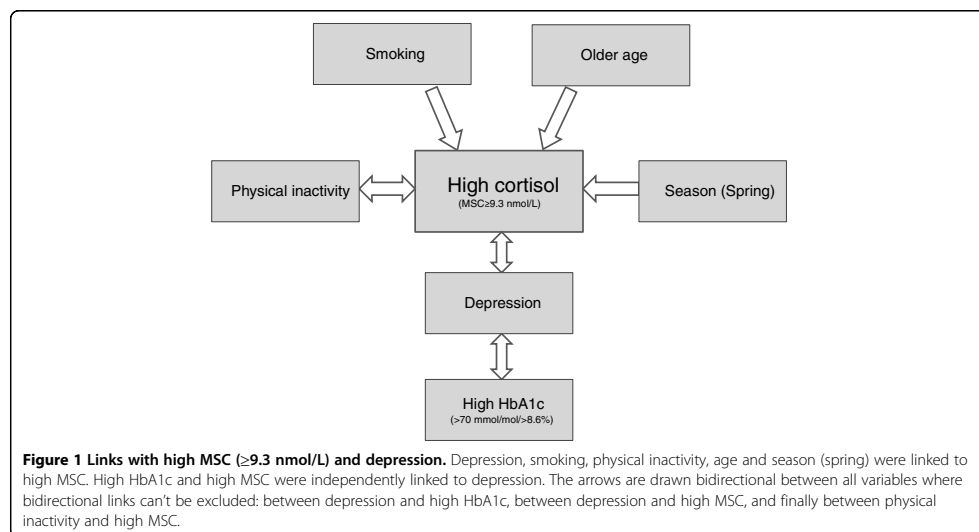 Smoking
Older age
Physical inactivity
High cortisol
(MSC≥9.3 nmol/L)
Season (Spring)
Depression
High HbA1c
(>70 mmol/mol/>8.6%)
Figure 1 Links with high MSC (≥9.3 nmol/L) and depression. Depression, smoking, physical inactivity, age and season (spring) were linked to
high MSC. High HbA1c and high MSC were independently linked to depression. The arrows are drawn bidirectional between all variables where
bidirectional links can't be excluded: between depression and high HbA1c, between depression and high MSC, and finally between physical
inactivity and high MSC.